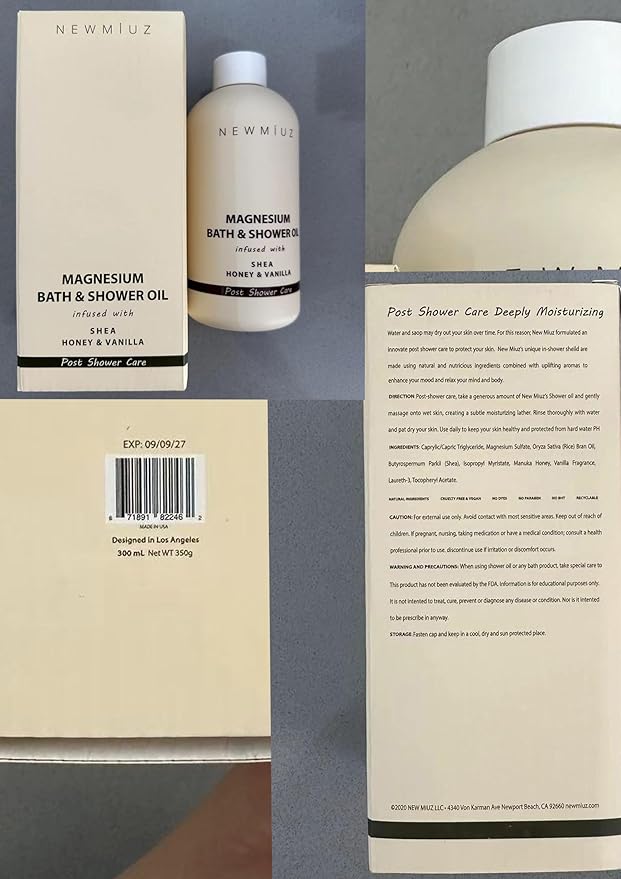 NEWMÏUZ
MAGNESIUM
BATH & SHOWER OIL
infused with
SHEA
HONEY & VANILLA
Post Shower Care
NEWMÏUZ
MAGNESIUM
BATH & SHOWER OIL
infused with
SHEA
HONEY & VANILLA
Post Shower Care
EXP: 09/09/27
6 71891 82246 2
MADE IN USA
Designed in Los Angeles
300 mL Net WT 350g
Post Shower Care Deeply Moisturizing
Water and saop may dry out your skin over time. For this reason; New Miuz formulated an
innovate post shower care to protect your skin. New Miuz's unique in-shower sheild are
made using natural and nutricious ingredients combined with uplifting aromas to
enhance your mood and relax your mind and body.
DIRECTION Post-shower care, take a generous amount of New Miuz's Shower oil and gently
massage onto wet skin, creating a subtle moisturizing lather. Rinse thoroughly with water
and pat dry your skin. Use daily to keep your skin healthy and protected from hard water PH
INGREDIENTS: Caprylic/Capric Triglyceride, Magnesium Sulfate, Oryza Sativa (Rice) Bran Oil,
Butyrospermum Parkii (Shea), Isopropyl Myristate, Manuka Honey, Vanilla Fragrance,
Laureth-3, Tocopheryl Acetate.
NATURAL INGREDIENTS CRUELTY FREE & VEGAN NO DYES NO PARABEN NO BHT RECYCLABLE
CAUTION: For external use only. Avoid contact with most sensitive areas. Keep out of reach of
children. If pregnant, nursing, taking medication or have a medical condition; consult a health
professional prior to use. discontinue use if irritation or discomfort occurs.
WARNING AND PRECAUTIONS: When using shower oil or any bath product, take special care to
This product has not been evaluated by the FDA. Information is for educational purposes only.
It is not intended to treat, cure, prevent or diagnose any disease or condition. Nor is it intented
to be prescribe in anyway.
STORAGE Fasten cap and keep in a cool, dry and sun protected place.
©2020 NEW MiUZ LLC • 4340 Von Karman Ave Newport Beach, CA 92660 newmiuz.com